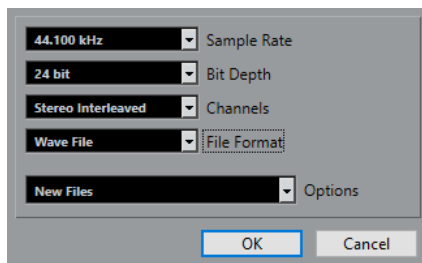 44.100 kHz Sample Rate
24 bit Bit Depth
Stereo Interleaved Channels
Wave File File Format
New Files Options
OK Cancel